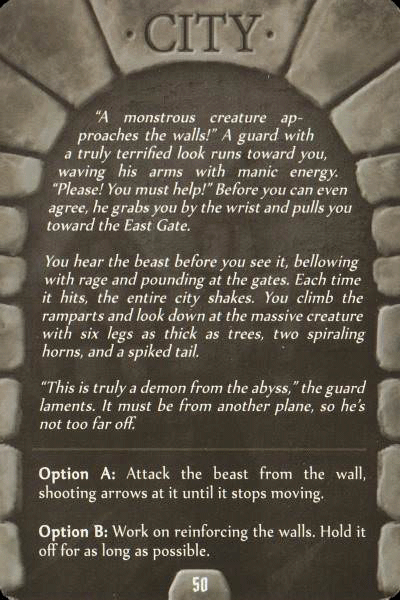 · CITY ·
“A monstrous creature ap-
proaches the walls!” A guard with
a truly terrified look runs toward you,
waving his arms with manic energy.
“Please! You must help!” Before you can even
agree, he grabs you by the wrist and pulls you
toward the East Gate.
You hear the beast before you see it, bellowing
with rage and pounding at the gates. Each time
it hits, the entire city shakes. You climb the
ramparts and look down at the massive creature
with six legs as thick as trees, two spiraling
horns, and a spiked tail.
“This is truly a demon from the abyss,” the guard
laments. It must be from another plane, so he’s
not too far off.
Option A: Attack the beast from the wall,
shooting arrows at it until it stops moving.
Option B: Work on reinforcing the walls. Hold it
off for as long as possible.
50